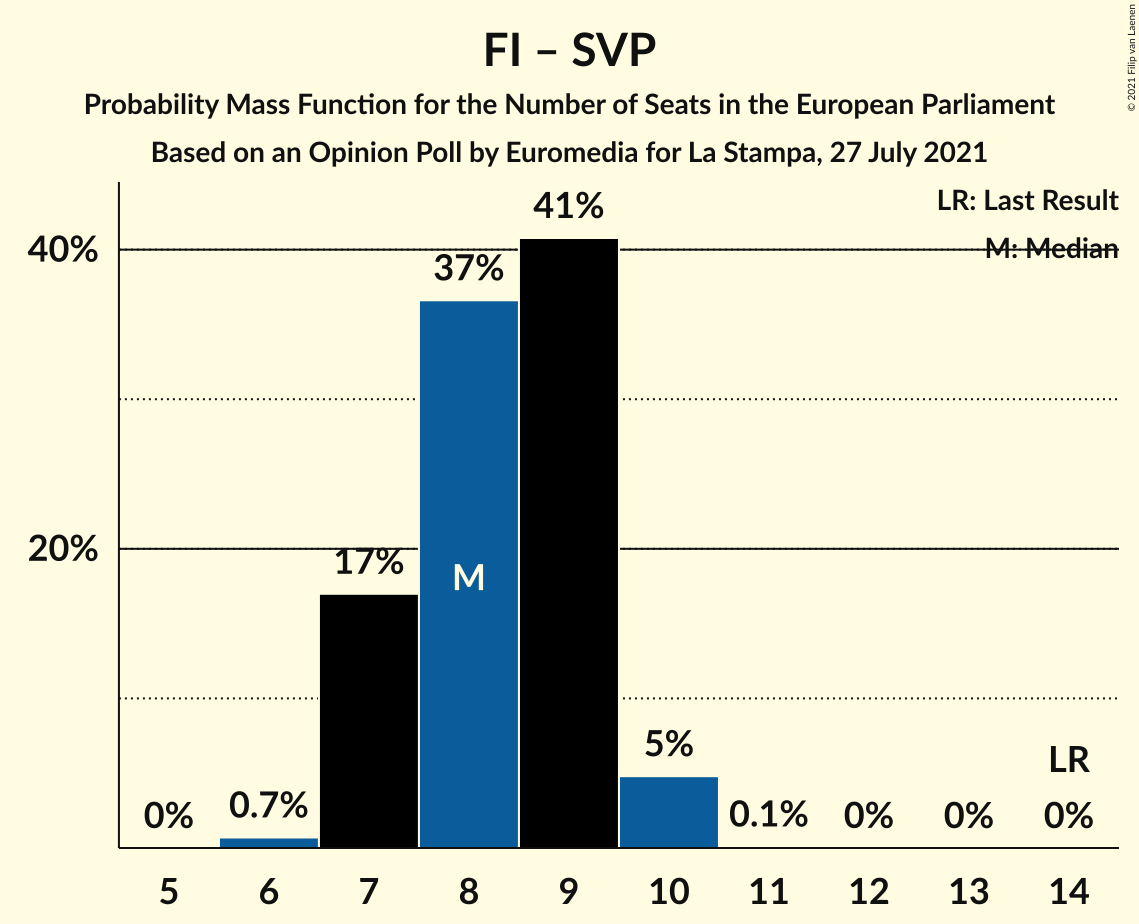 FI – SVP
Probability Mass Function for the Number of Seats in the European Parliament
Based on an Opinion Poll by Euromedia for La Stampa, 27 July 2021
© 2021 Filip van Laenen
LR: Last Result
M: Median
40%
20%
0%
0.7%
17%
37%
M
41%
5%
0.1%
0%
0%
LR
0%
5 6 7 8 9 10 11 12 13 14